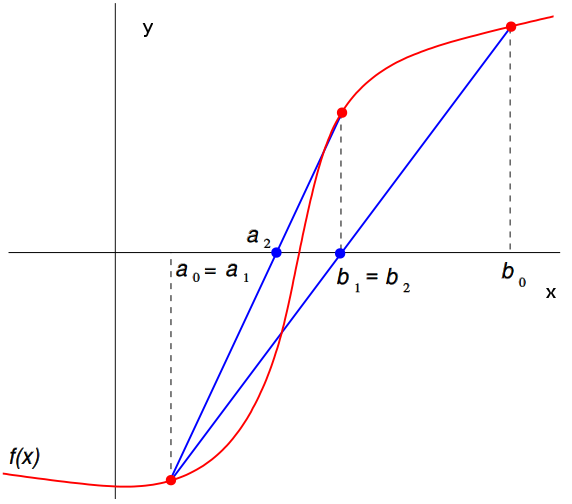 y
a 2
a 0 = a 1
b 1 = b 2
b 0
x
f(x)